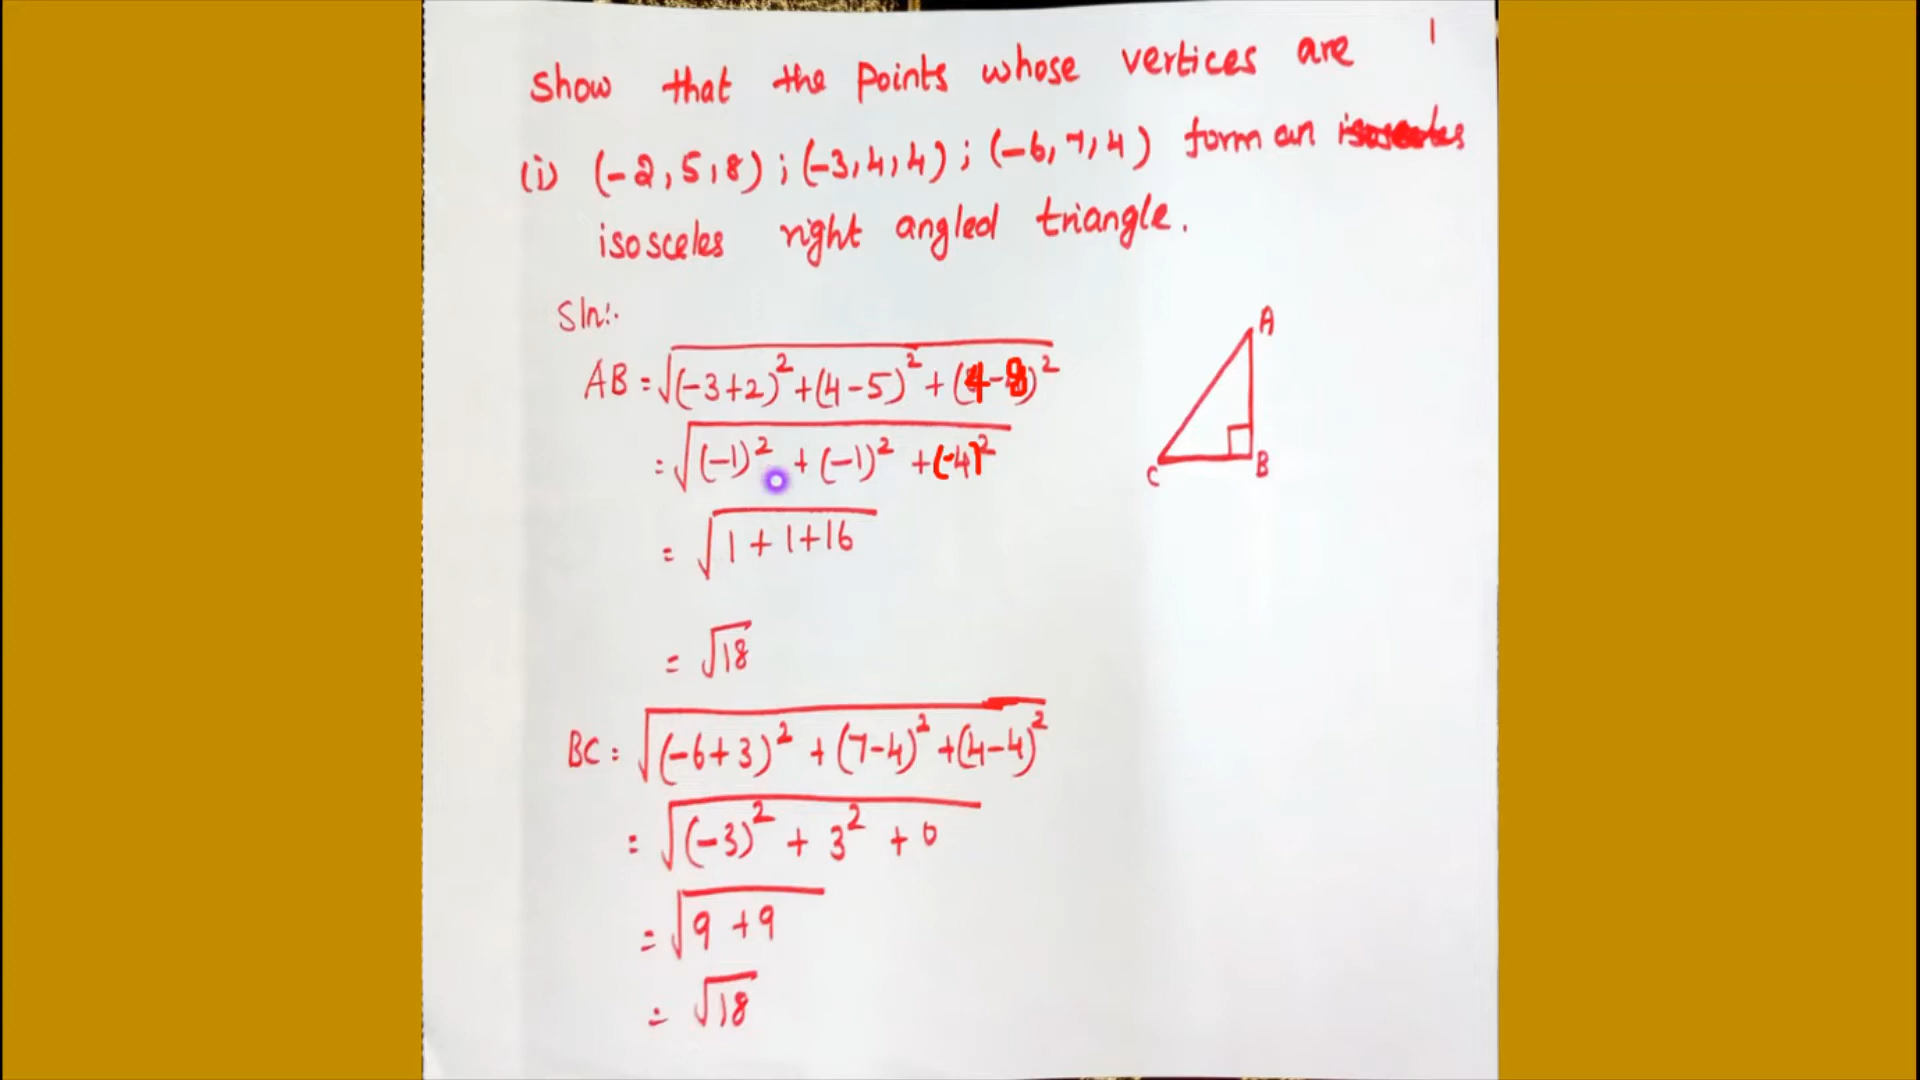 show that the points whose vertices are 1
(i) (-2,5,8) ; (-3,4,4) ; (-6,7,4) form an isosceles
isosceles right angled triangle.
Sln:.
AB = √(-3+2)² + (4-5)² + (4-8)²
= √(-1)² + (-1)² + (-4)²
= √1 + 1 + 16
= √18
BC = √(-6+3)² + (7-4)² + (4-4)²
= √(-3)² + 3² + 0
= √9 + 9
= √18
A
C
B